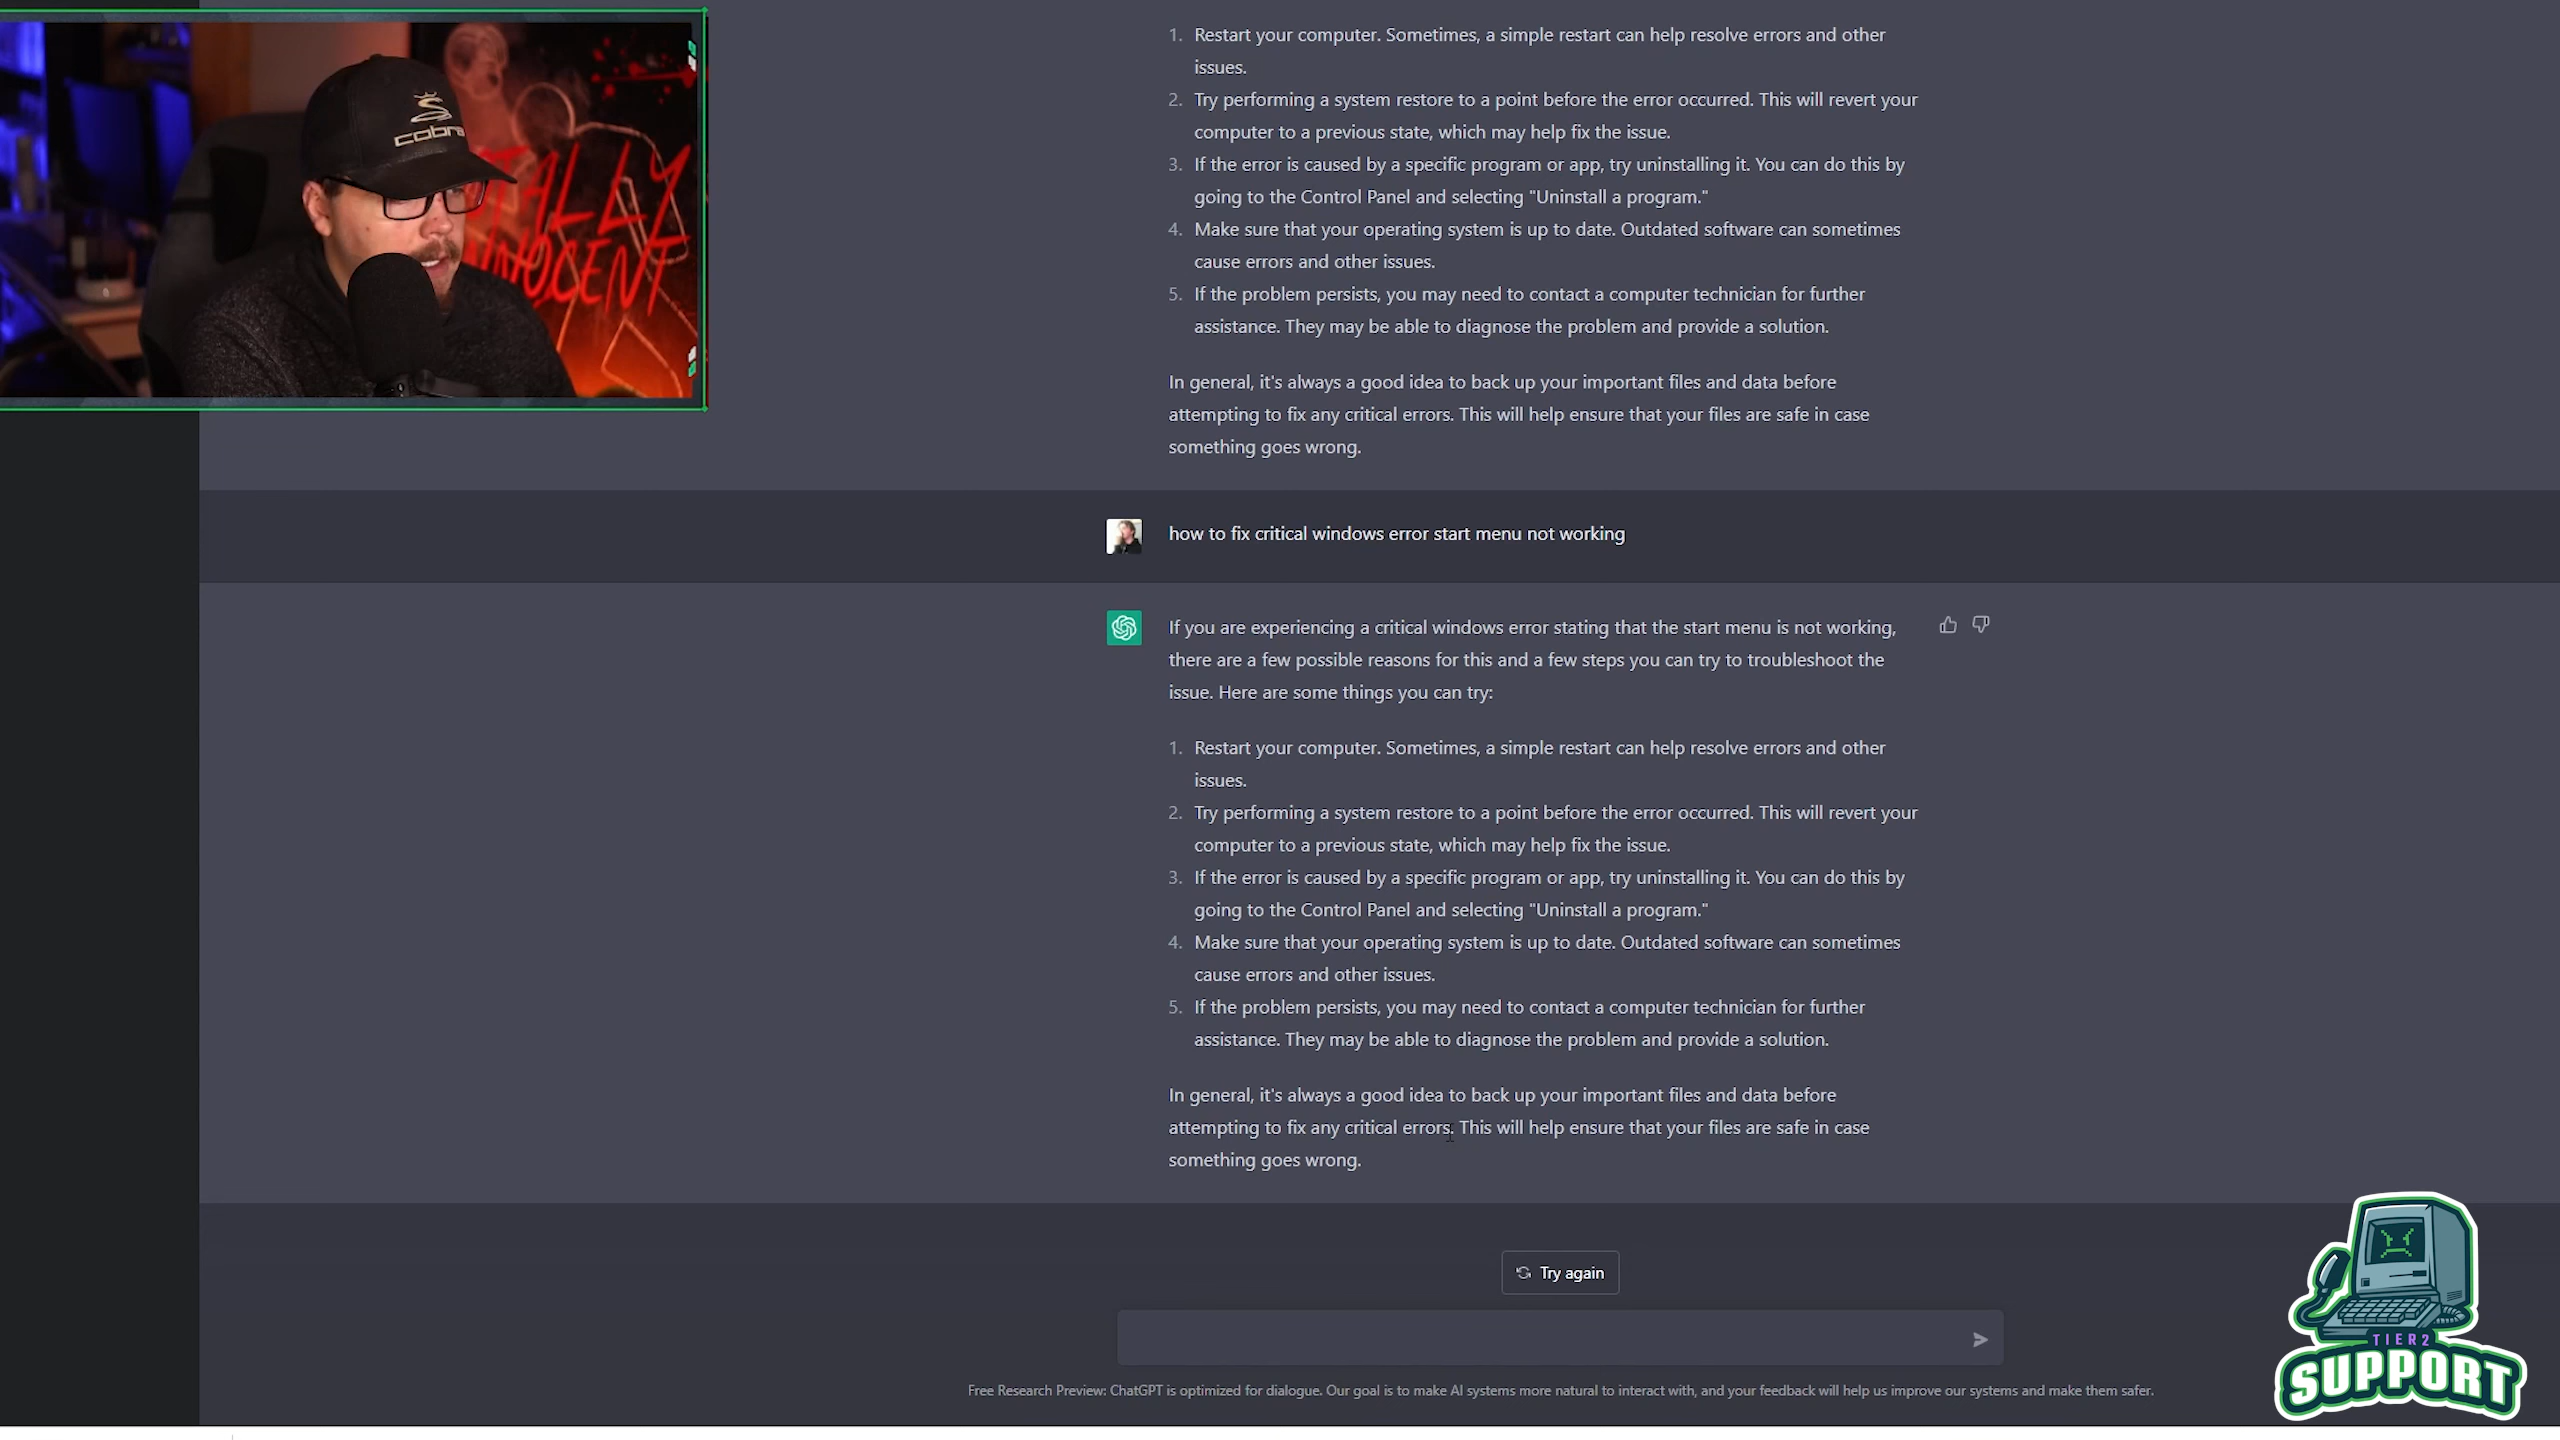 cobra
TALLY
INNOCENT
1. Restart your computer. Sometimes, a simple restart can help resolve errors and other
issues.
2. Try performing a system restore to a point before the error occurred. This will revert your
computer to a previous state, which may help fix the issue.
3. If the error is caused by a specific program or app, try uninstalling it. You can do this by
going to the Control Panel and selecting "Uninstall a program."
4. Make sure that your operating system is up to date. Outdated software can sometimes
cause errors and other issues.
5. If the problem persists, you may need to contact a computer technician for further
assistance. They may be able to diagnose the problem and provide a solution.
In general, it's always a good idea to back up your important files and data before
attempting to fix any critical errors. This will help ensure that your files are safe in case
something goes wrong.
how to fix critical windows error start menu not working
If you are experiencing a critical windows error stating that the start menu is not working,
there are a few possible reasons for this and a few steps you can try to troubleshoot the
issue. Here are some things you can try:
1. Restart your computer. Sometimes, a simple restart can help resolve errors and other
issues.
2. Try performing a system restore to a point before the error occurred. This will revert your
computer to a previous state, which may help fix the issue.
3. If the error is caused by a specific program or app, try uninstalling it. You can do this by
going to the Control Panel and selecting "Uninstall a program."
4. Make sure that your operating system is up to date. Outdated software can sometimes
cause errors and other issues.
5. If the problem persists, you may need to contact a computer technician for further
assistance. They may be able to diagnose the problem and provide a solution.
In general, it's always a good idea to back up your important files and data before
attempting to fix any critical errors. This will help ensure that your files are safe in case
something goes wrong.
Try again
Free Research Preview: ChatGPT is optimized for dialogue. Our goal is to make AI systems more natural to interact with, and your feedback will help us improve our systems and make them safer.
TIER2
SUPPORT